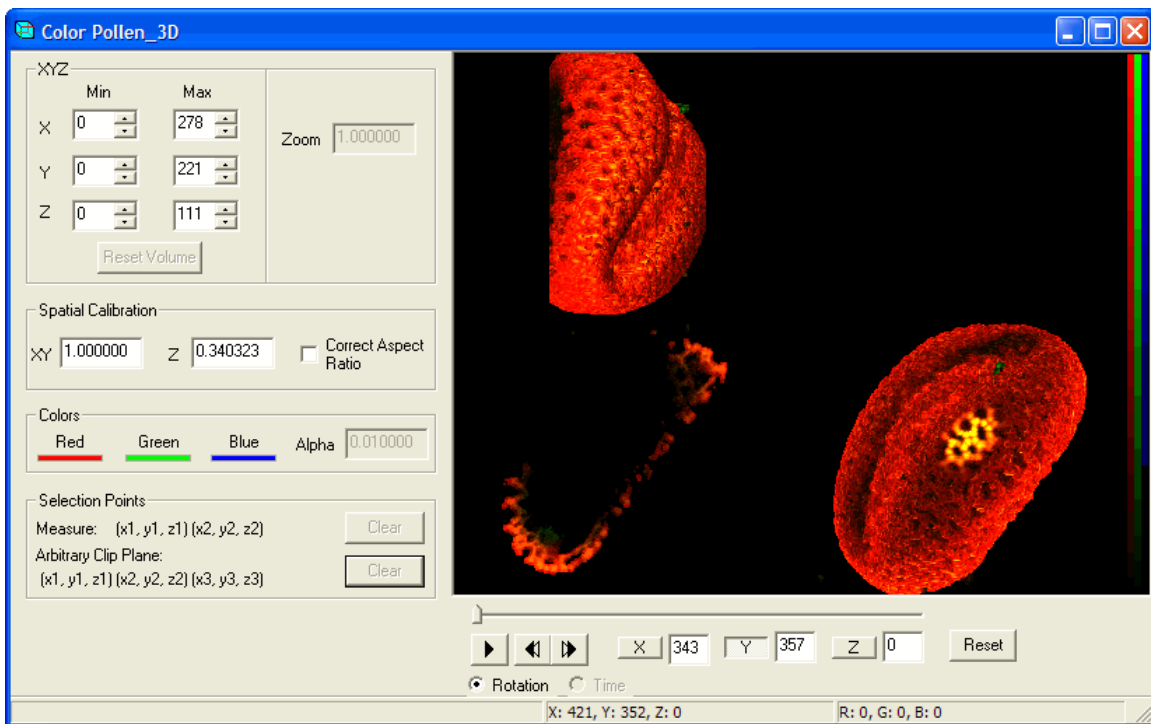 Color Pollen_3D
XYZ
Min Max
X 0 278
Y 0 221
Z 0 111
Zoom 1.000000
Reset Volume
Spatial Calibration
XY 1.000000 Z 0.340323 Correct Aspect
Ratio
Colors
Red Green Blue Alpha 0.010000
Selection Points
Measure: (x1, y1, z1) (x2, y2, z2) Clear
Arbitrary Clip Plane:
(x1, y1, z1) (x2, y2, z2) (x3, y3, z3) Clear
X 343 Y 357 Z 0 Reset
Rotation Time
X: 421, Y: 352, Z: 0 R: 0, G: 0, B: 0